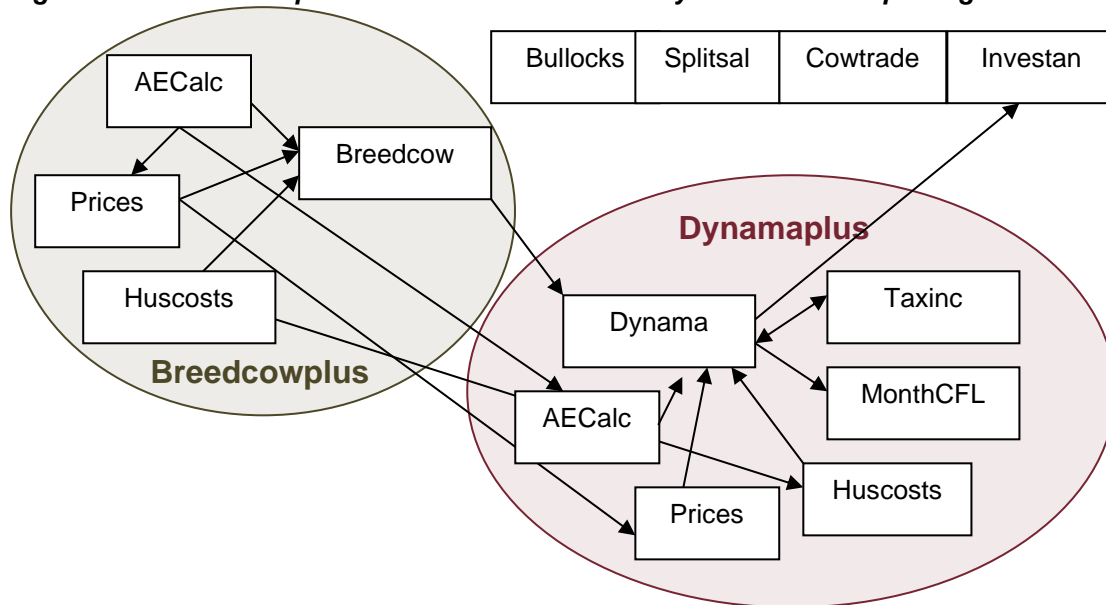 Bullocks Splitsal Cowtrade Investan
AECalc
Breedcow
Prices
Huscosts
Breedcowplus
Dynamaplus
Taxinc
Dynama
MonthCFL
AECalc
Huscosts
Prices